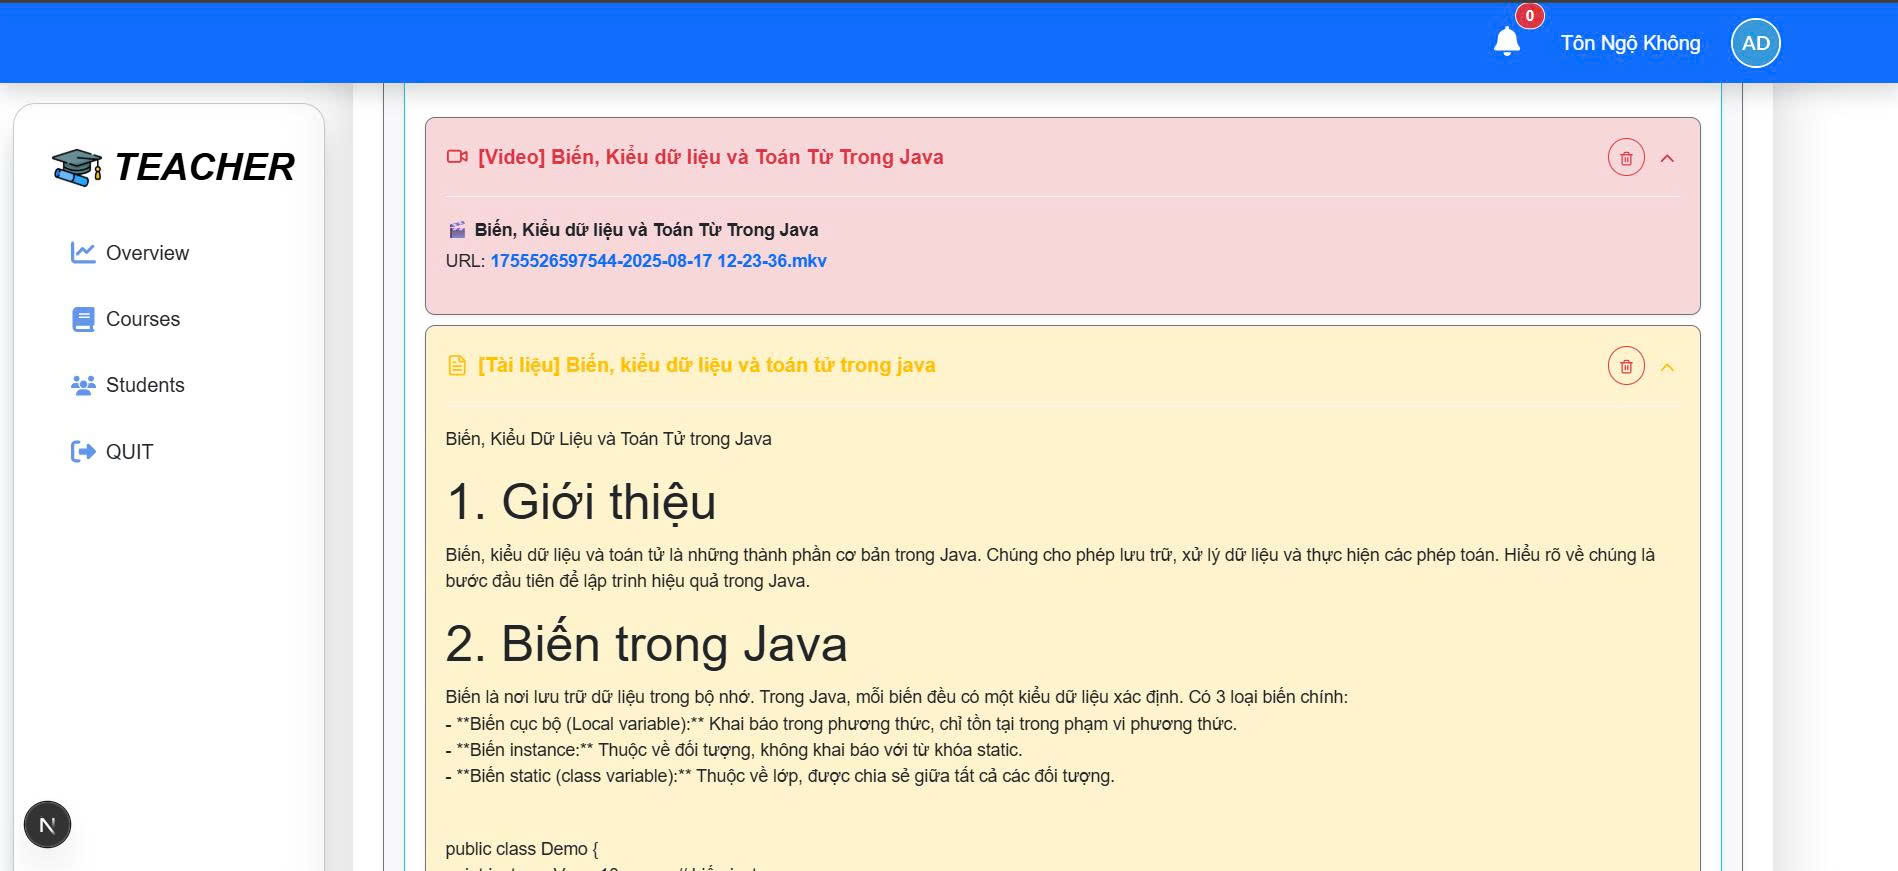 0
Tôn Ngộ Không
AD
TEACHER
Overview
Courses
Students
QUIT
N
[Video] Biến, Kiểu dữ liệu và Toán Từ Trong Java
Biến, Kiểu dữ liệu và Toán Từ Trong Java
URL: 1755526597544-2025-08-17 12-23-36.mkv
[Tài liệu] Biến, kiểu dữ liệu và toán tử trong java
Biến, Kiểu Dữ Liệu và Toán Tử trong Java
1. Giới thiệu
Biến, kiểu dữ liệu và toán tử là những thành phần cơ bản trong Java. Chúng cho phép lưu trữ, xử lý dữ liệu và thực hiện các phép toán. Hiểu rõ về chúng là
bước đầu tiên để lập trình hiệu quả trong Java.
2. Biến trong Java
Biến là nơi lưu trữ dữ liệu trong bộ nhớ. Trong Java, mỗi biến đều có một kiểu dữ liệu xác định. Có 3 loại biến chính:
- **Biến cục bộ (Local variable):** Khai báo trong phương thức, chỉ tồn tại trong phạm vi phương thức.
- **Biến instance:** Thuộc về đối tượng, không khai báo với từ khóa static.
- **Biến static (class variable):** Thuộc về lớp, được chia sẻ giữa tất cả các đối tượng.
public class Demo {